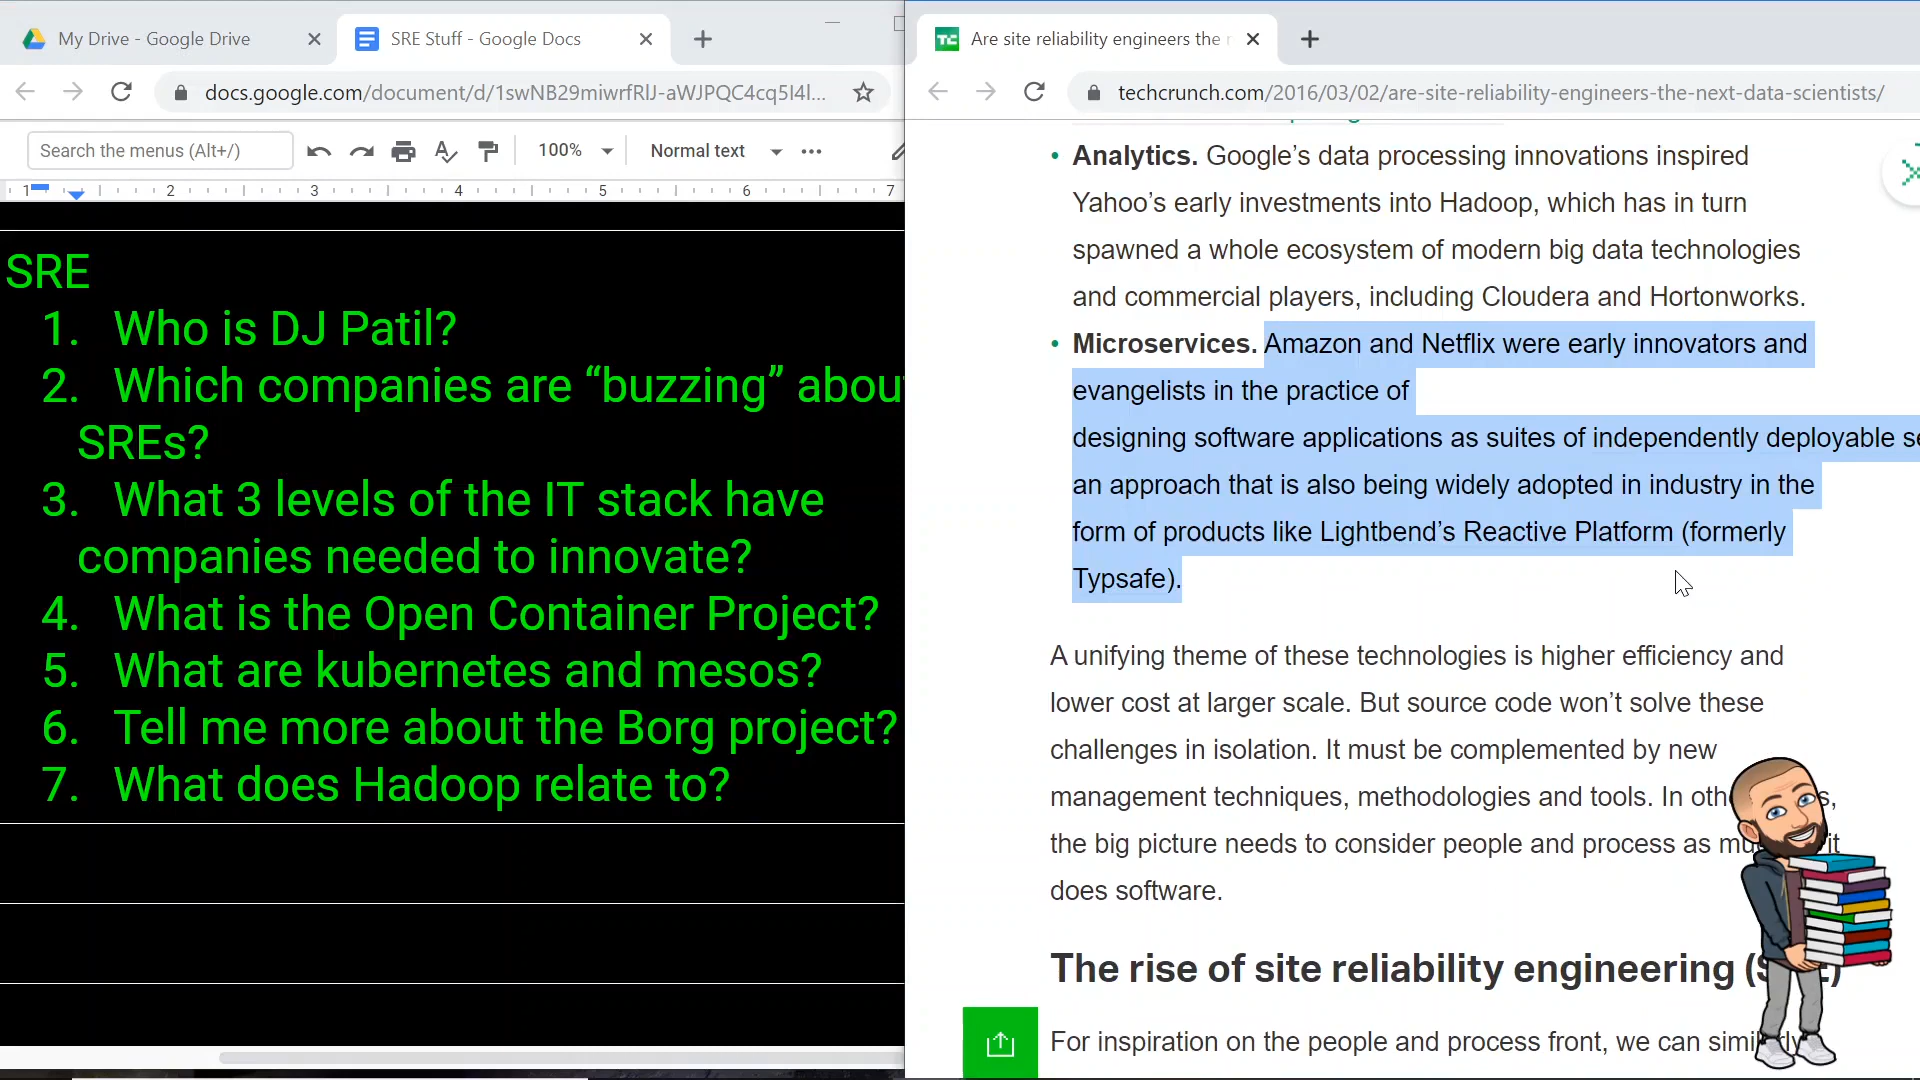 My Drive - Google Drive
SRE Stuff - Google Docs
docs.google.com/document/d/1swNB29miwrfRlJ-aWJPQC4cq5I4l...
Search the menus (Alt+/)
100%
Normal text
1 2 3 4 5 6 7
SRE
1. Who is DJ Patil?
2. Which companies are “buzzing” abou
SREs?
3. What 3 levels of the IT stack have
companies needed to innovate?
4. What is the Open Container Project?
5. What are kubernetes and mesos?
6. Tell me more about the Borg project?
7. What does Hadoop relate to?
TC Are site reliability engineers the
techcrunch.com/2016/03/02/are-site-reliability-engineers-the-next-data-scientists/
• Analytics. Google’s data processing innovations inspired
Yahoo’s early investments into Hadoop, which has in turn
spawned a whole ecosystem of modern big data technologies
and commercial players, including Cloudera and Hortonworks.
• Microservices. Amazon and Netflix were early innovators and
evangelists in the practice of
designing software applications as suites of independently deployable se
an approach that is also being widely adopted in industry in the
form of products like Lightbend’s Reactive Platform (formerly
Typsafe).
A unifying theme of these technologies is higher efficiency and
lower cost at larger scale. But source code won’t solve these
challenges in isolation. It must be complemented by new
management techniques, methodologies and tools. In oth s,
the big picture needs to consider people and process as mu it
does software.
The rise of site reliability engineering (S E)
For inspiration on the people and process front, we can similarly